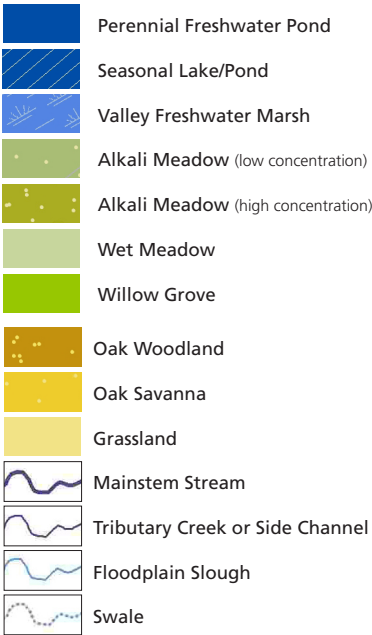 Perennial Freshwater Pond
Seasonal Lake/Pond
Valley Freshwater Marsh
Alkali Meadow (low concentration)
Alkali Meadow (high concentration)
Wet Meadow
Willow Grove
Oak Woodland
Oak Savanna
Grassland
Mainstem Stream
Tributary Creek or Side Channel
Floodplain Slough
Swale